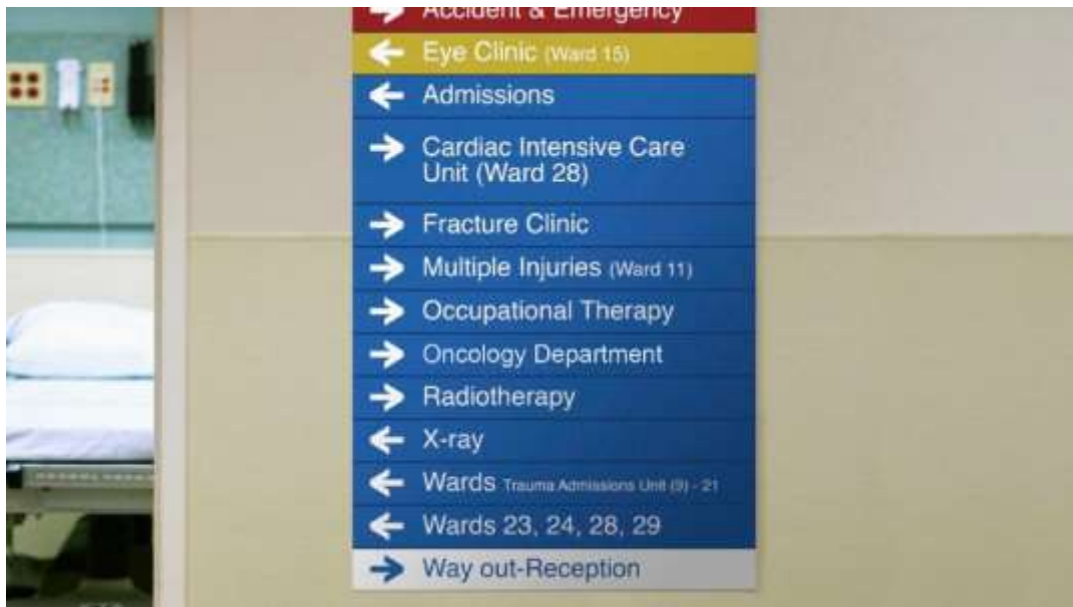 Accident & Emergency
Eye Clinic (Ward 15)
Admissions
Cardiac Intensive Care
Unit (Ward 28)
Fracture Clinic
Multiple Injuries (Ward 11)
Occupational Therapy
Oncology Department
Radiotherapy
X-ray
Wards Trauma Admissions Unit (9) - 21
Wards 23, 24, 28, 29
Way out-Reception